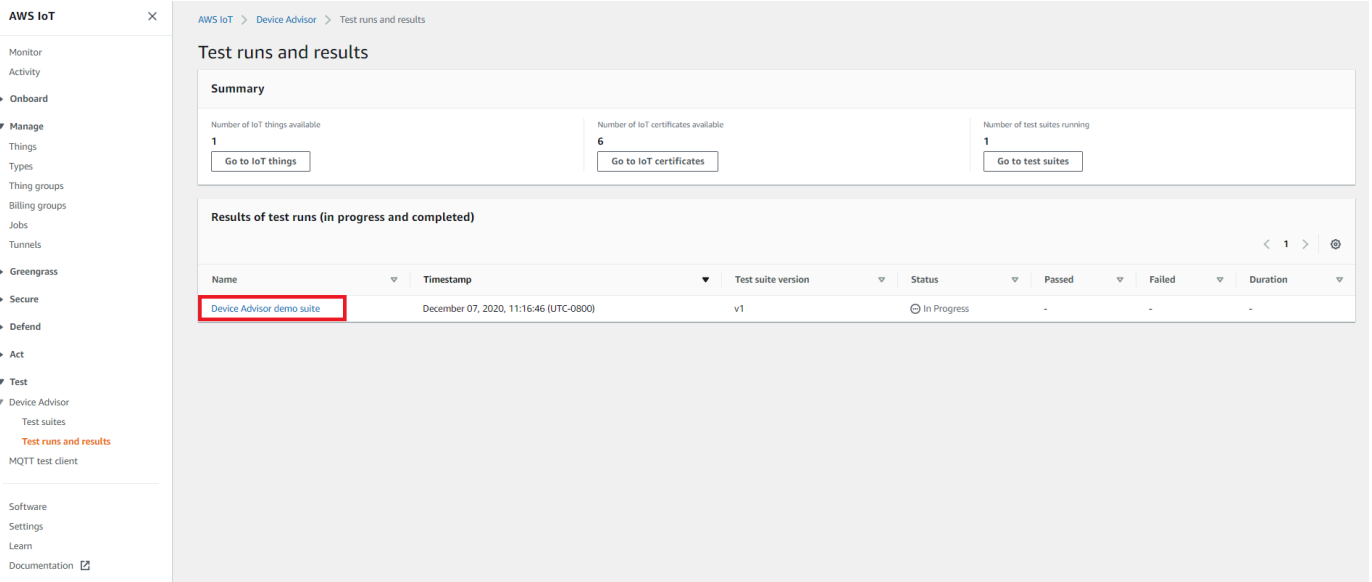 AWS IoT
Monitor
Activity
Onboard
Manage
Things
Types
Thing groups
Billing groups
Jobs
Tunnels
Greengrass
Secure
Defend
Act
Test
Device Advisor
Test suites
Test runs and results
MQTT test client
Software
Settings
Learn
Documentation
AWS IoT > Device Advisor > Test runs and results
Test runs and results
Summary
Number of IoT things available
1
Go to IoT things
Number of IoT certificates available
6
Go to IoT certificates
Number of test suites running
1
Go to test suites
Results of test runs (in progress and completed)
< 1 >
Name Timestamp Test suite version Status Passed Failed Duration
Device Advisor demo suite December 07, 2020, 11:16:46 (UTC-0800) v1 In Progress - - -